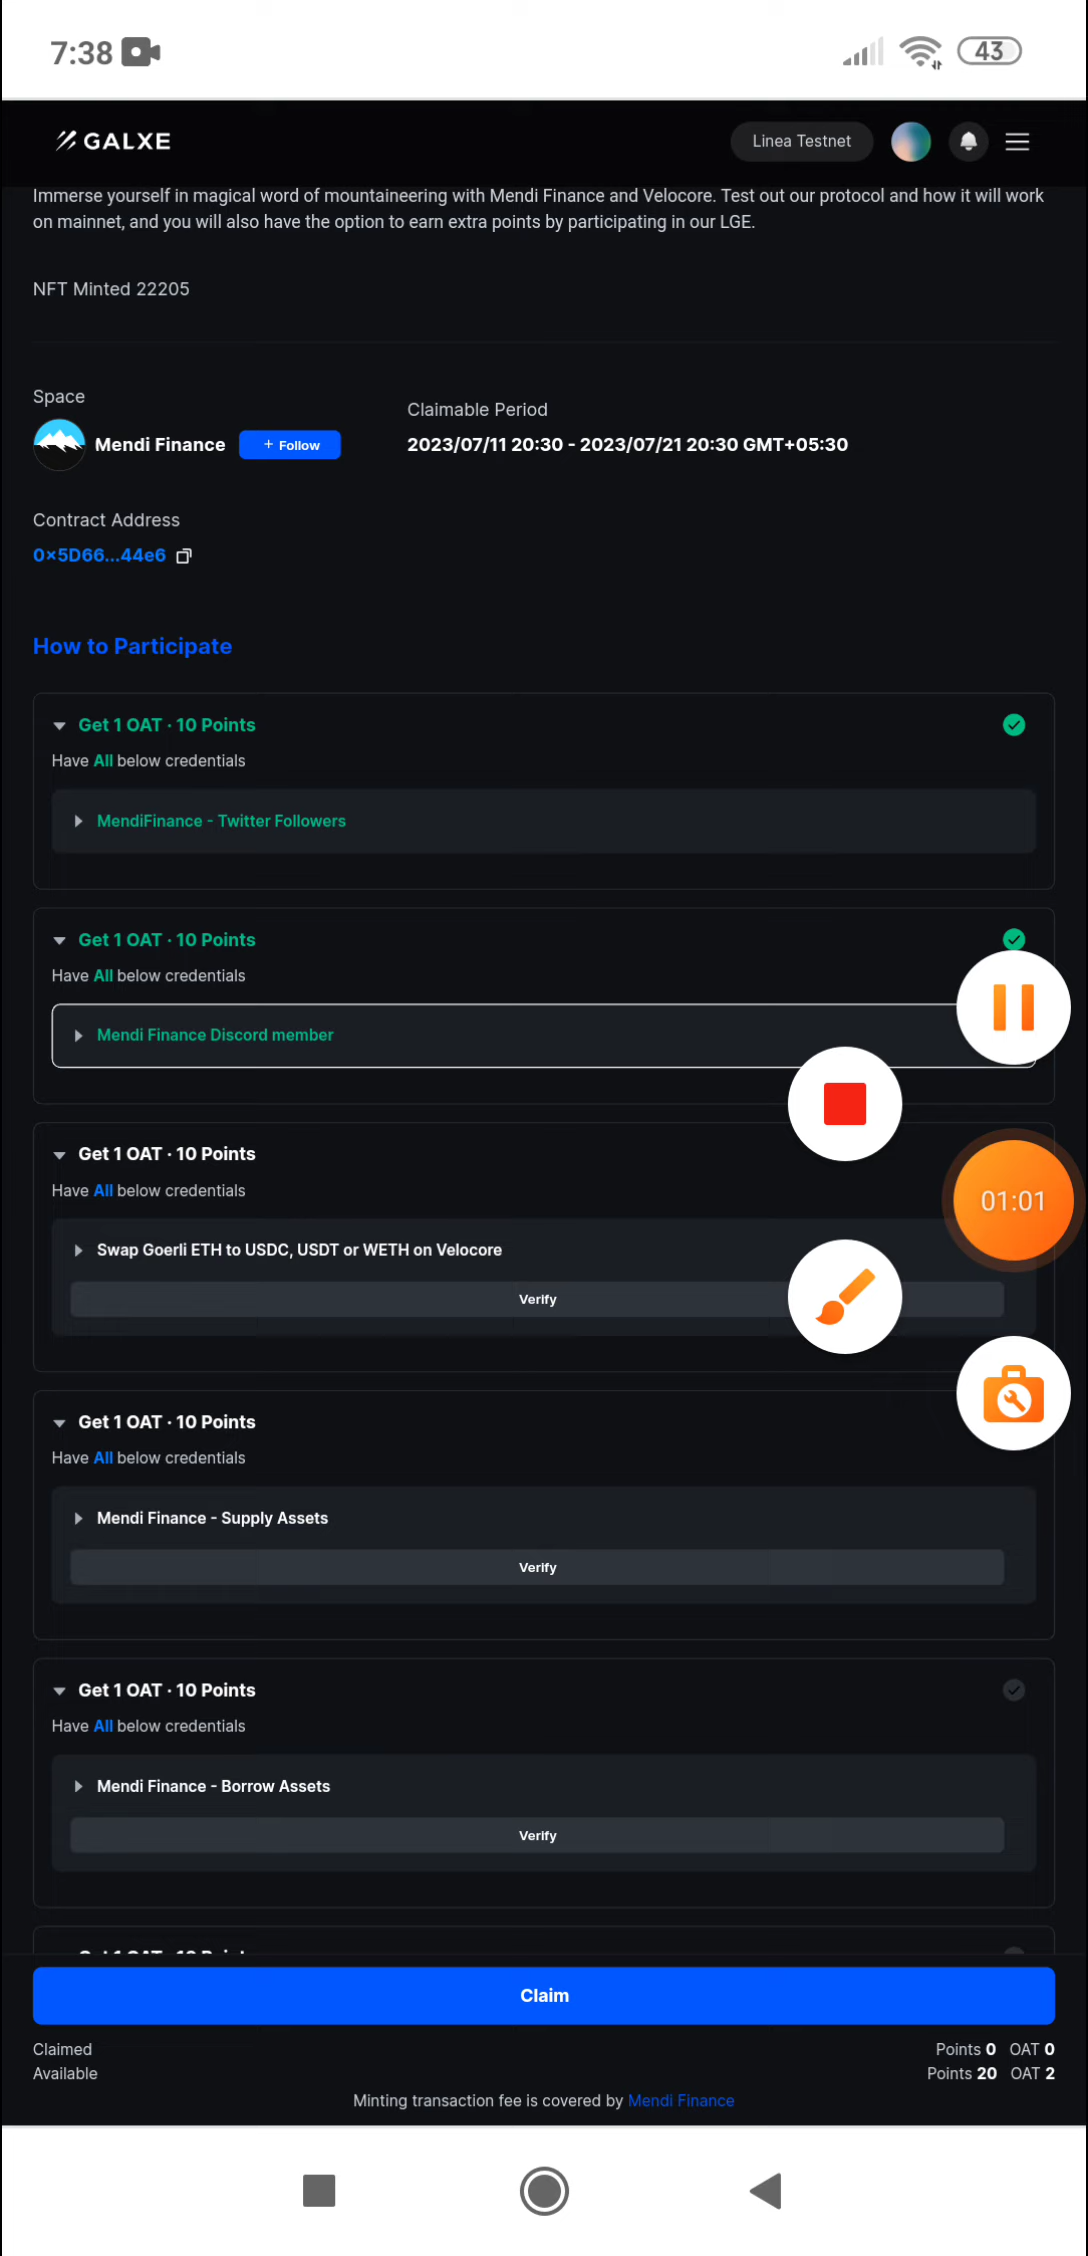 7:38
43
GALXE
Linea Testnet
Immerse yourself in magical word of mountaineering with Mendi Finance and Velocore. Test out our protocol and how it will work
on mainnet, and you will also have the option to earn extra points by participating in our LGE.
NFT Minted 22205
Space
Mendi Finance
+ Follow
Claimable Period
2023/07/11 20:30 - 2023/07/21 20:30 GMT+05:30
Contract Address
0x5D66...44e6
How to Participate
Get 1 OAT · 10 Points
Have All below credentials
MendiFinance - Twitter Followers
Get 1 OAT · 10 Points
Have All below credentials
Mendi Finance Discord member
Get 1 OAT · 10 Points
Have All below credentials
01:01
Swap Goerli ETH to USDC, USDT or WETH on Velocore
Verify
Get 1 OAT · 10 Points
Have All below credentials
Mendi Finance - Supply Assets
Verify
Get 1 OAT · 10 Points
Have All below credentials
Mendi Finance - Borrow Assets
Verify
Claim
Claimed
Points 0 OAT 0
Available
Points 20 OAT 2
Minting transaction fee is covered by Mendi Finance